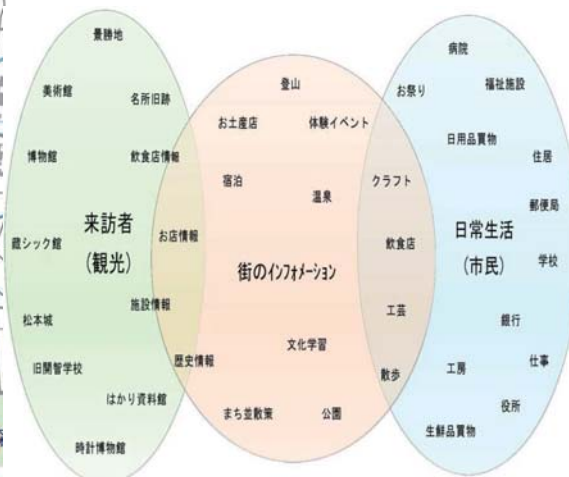 景勝地
美術館
名所旧跡
博物館
飲食店情報
来訪者
(観光)
お店情報
蔵シック館
施設情報
松本城
旧開智学校
歴史情報
はかり資料館
時計博物館
登山
お土産店
体験イベント
宿泊
温泉
街のインフォメーション
文化学習
まち並散策
公園
クラフト
飲食店
工芸
散歩
病院
お祭り
福祉施設
日用品買物
住居
郵便局
日常生活
(市民)
学校
銀行
工房
仕事
役所
生鮮品買物